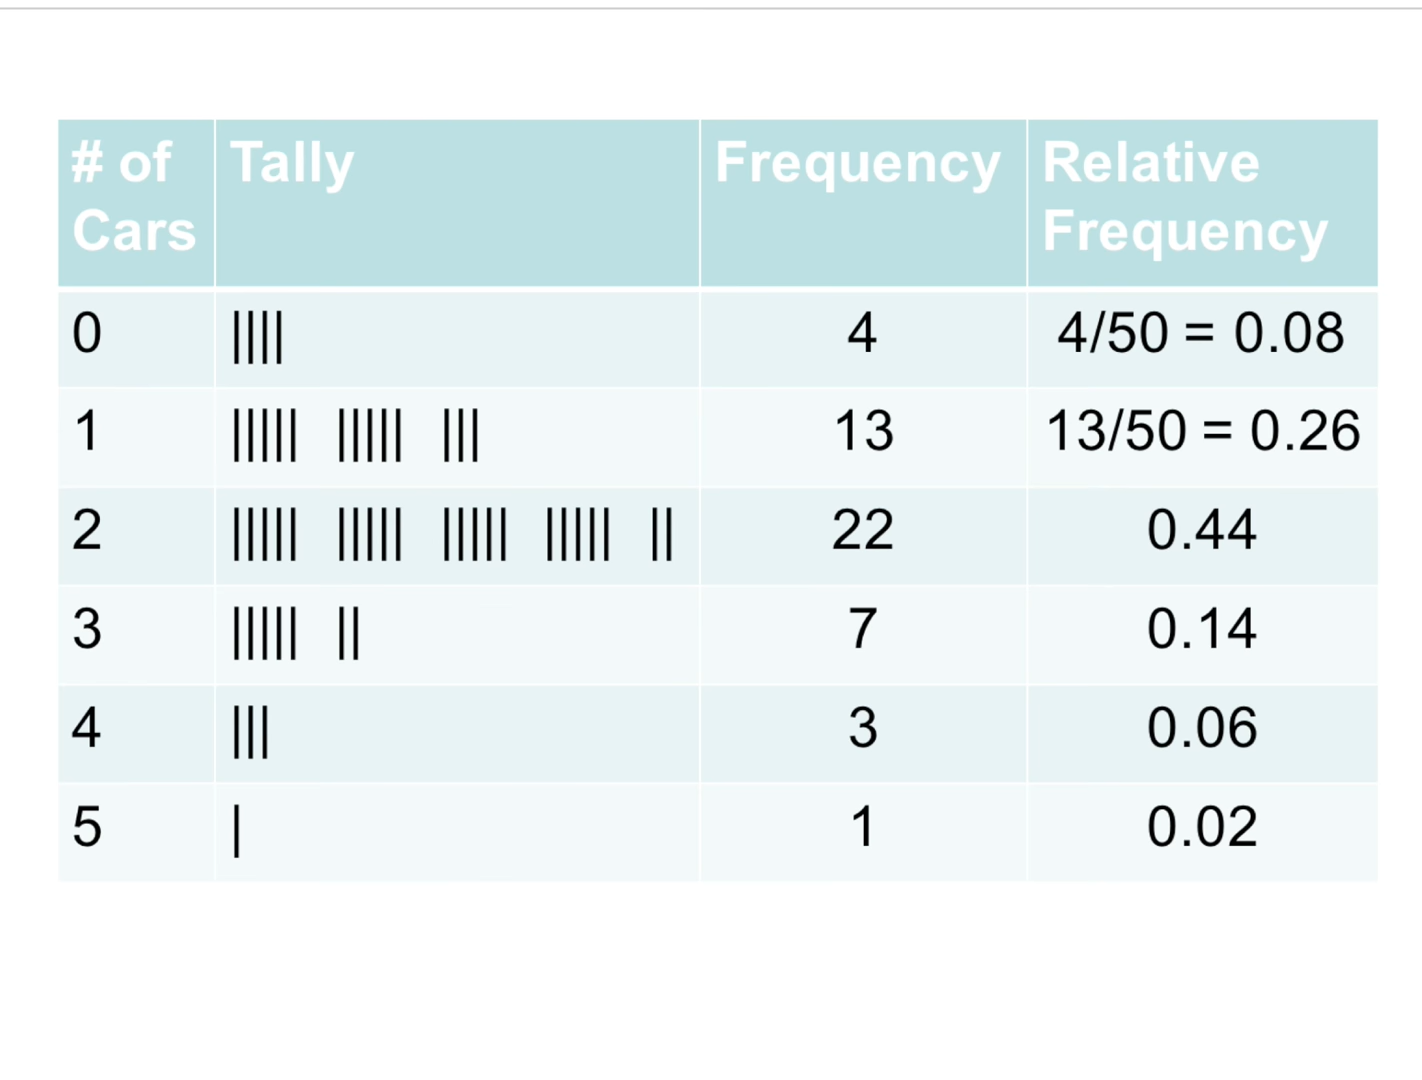 # of Cars Tally Frequency Relative Frequency
0 |||| 4 4/50 = 0.08
1 ||||| ||||| ||| 13 13/50 = 0.26
2 ||||| ||||| ||||| ||||| || 22 0.44
3 ||||| || 7 0.14
4 ||| 3 0.06
5 | 1 0.02